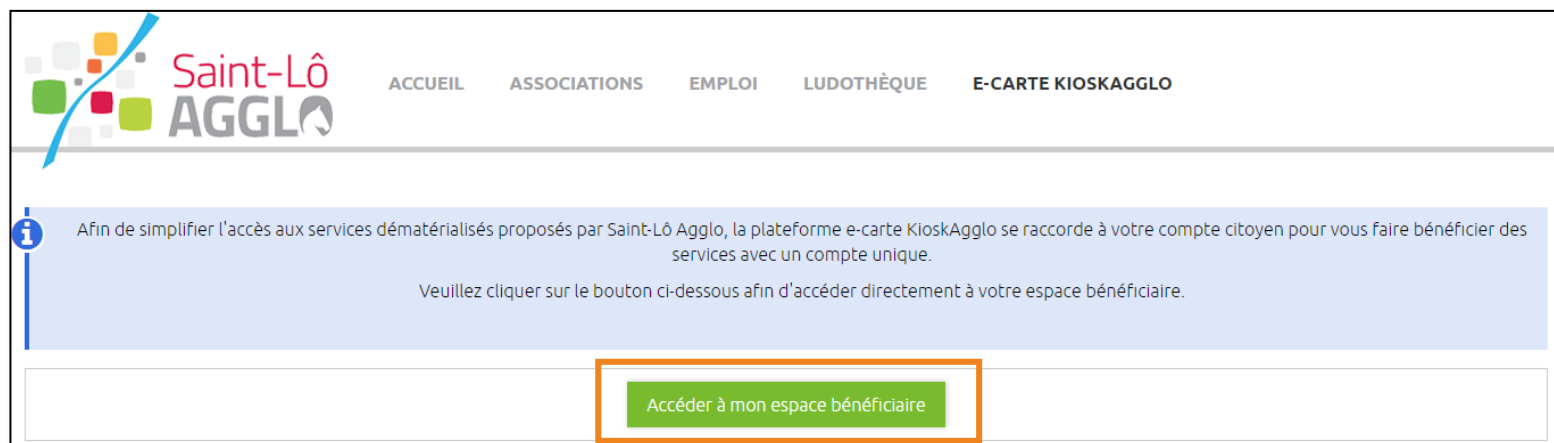 Saint-Lô
AGGLO
ACCUEIL
ASSOCIATIONS
EMPLOI
LUDOTHÈQUE
E-CARTE KIOSKAGGLO
Afin de simplifier l'accès aux services dématérialisés proposés par Saint-Lô Agglo, la plateforme e-carte KioskAgglo se raccorde à votre compte citoyen pour vous faire bénéficier des
services avec un compte unique.
Veuillez cliquer sur le bouton ci-dessous afin d'accéder directement à votre espace bénéficiaire.
Accéder à mon espace bénéficiaire